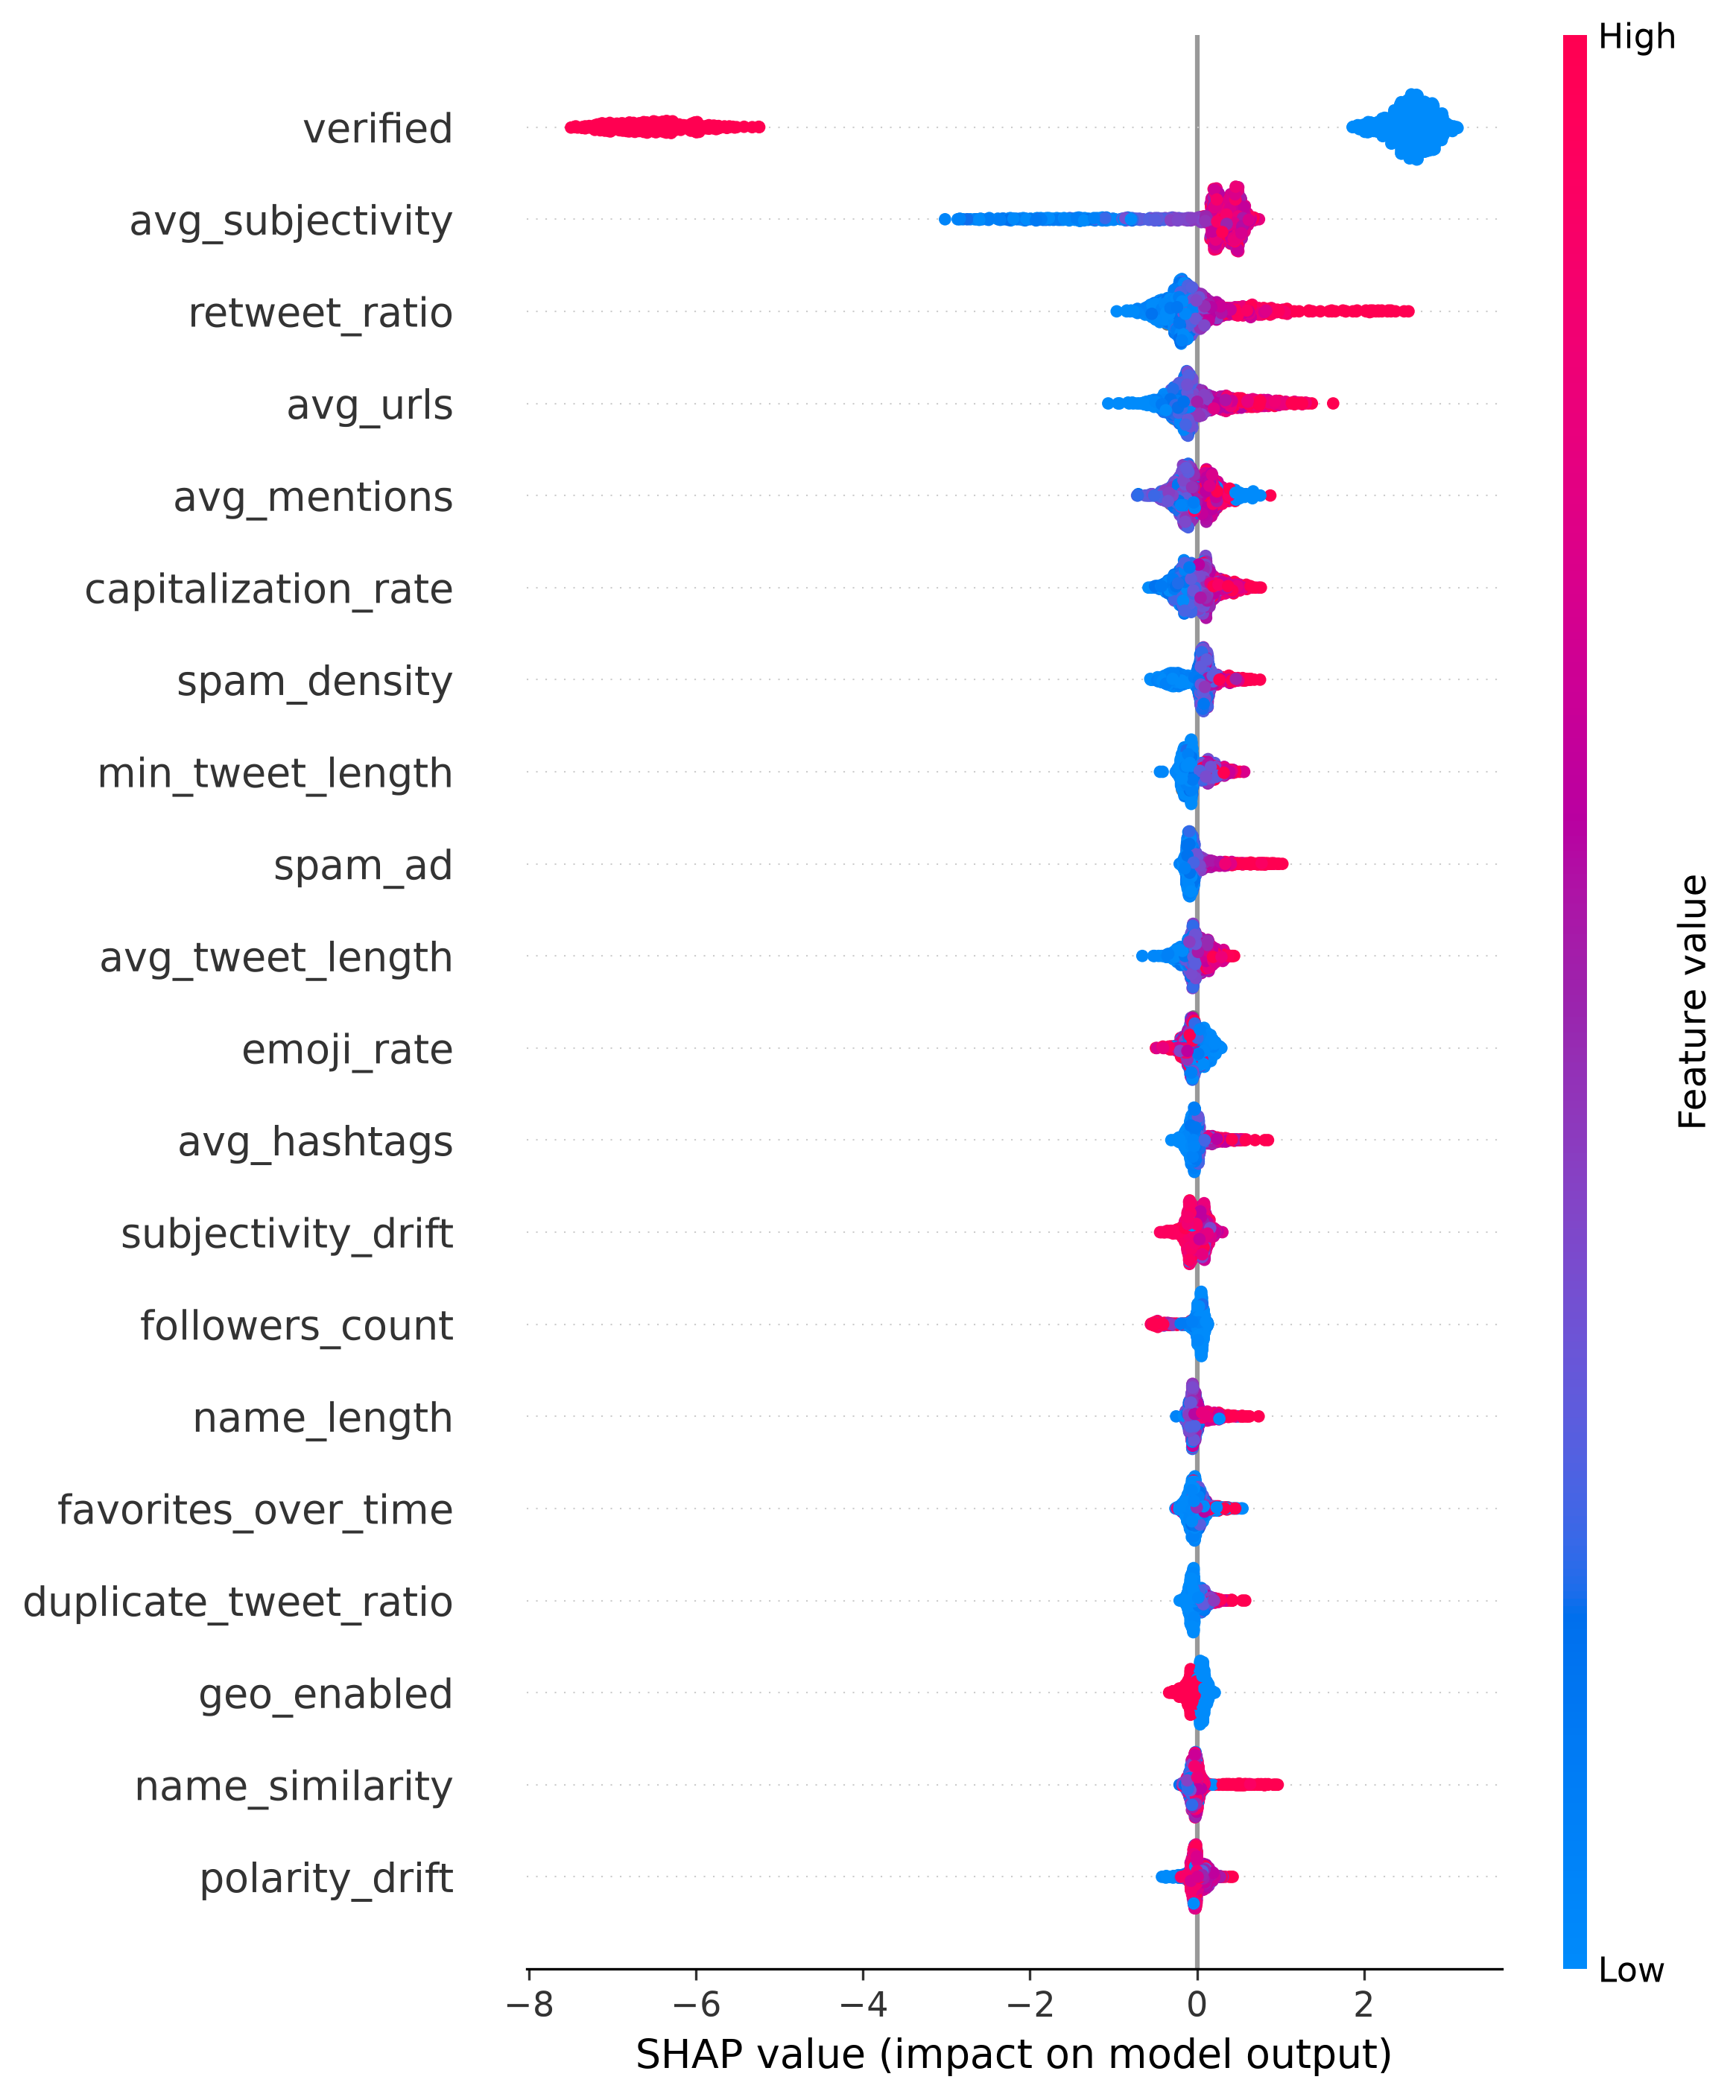 High
verified
avg_subjectivity
retweet_ratio
avg_urls
avg_mentions
capitalization_rate
spam_density
min_tweet_length
spam_ad
avg_tweet_length
emoji_rate
avg_hashtags
subjectivity_drift
followers_count
name_length
favorites_over_time
duplicate_tweet_ratio
geo_enabled
name_similarity
polarity_drift
Feature value
Low
−8 −6 −4 −2 0 2
SHAP value (impact on model output)